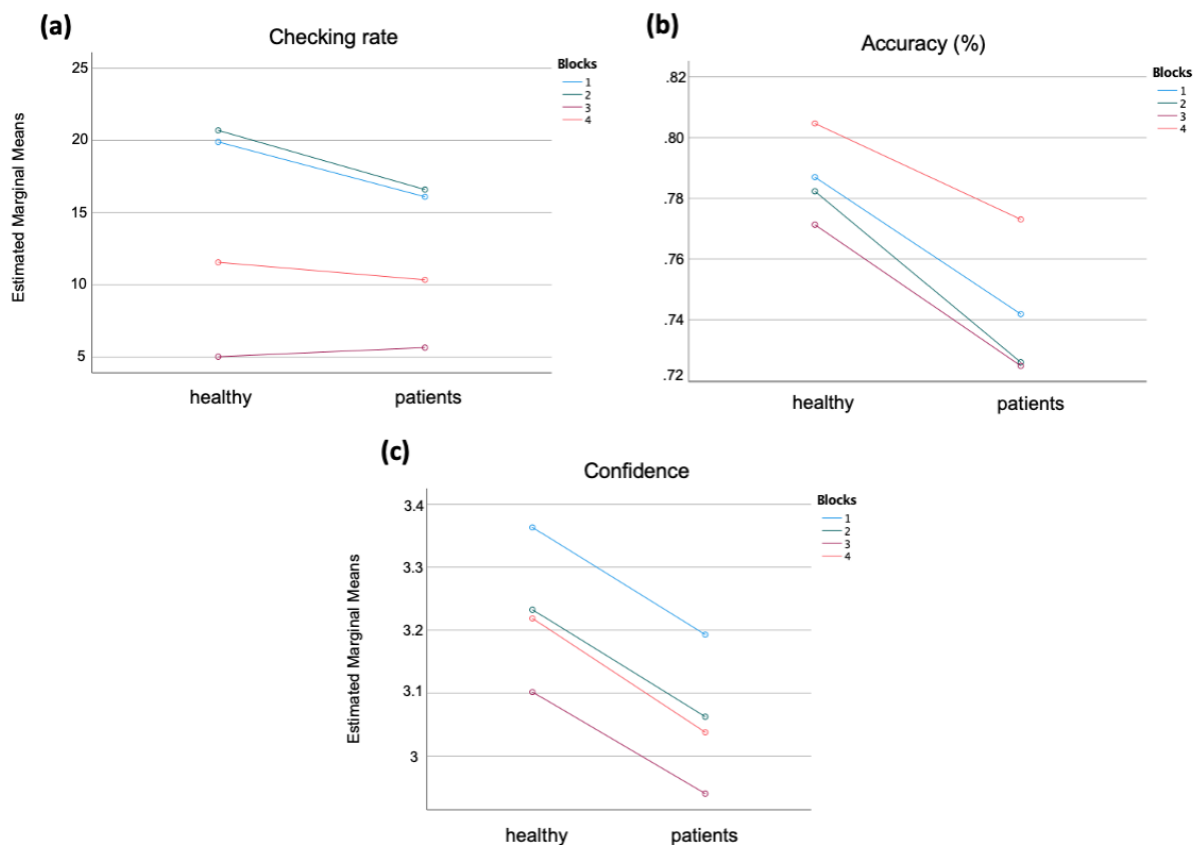 (a)
Checking rate
Estimated Marginal Means
25
20
15
10
5
healthy patients
Blocks
1
2
3
4
(b)
Accuracy (%)
.82
.80
.78
.76
.74
.72
healthy patients
Blocks
1
2
3
4
(c)
Confidence
Estimated Marginal Means
3.4
3.3
3.2
3.1
3
healthy patients
Blocks
1
2
3
4